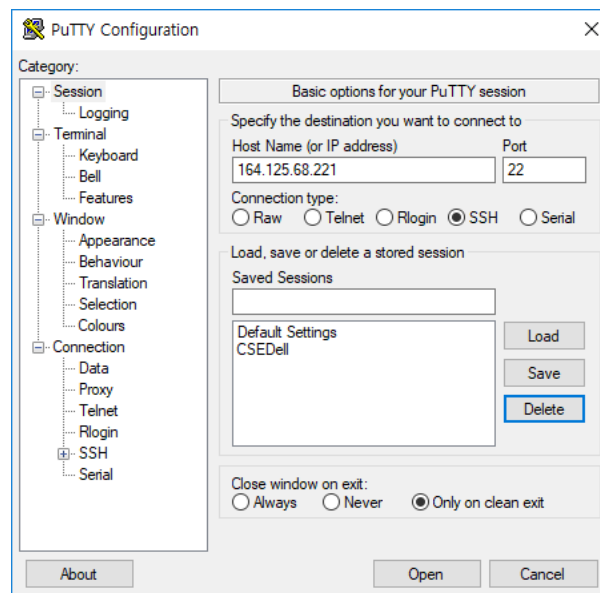 PuTTY Configuration
Category:
Session
Logging
Terminal
Keyboard
Bell
Features
Window
Appearance
Behaviour
Translation
Selection
Colours
Connection
Data
Proxy
Telnet
Rlogin
SSH
Serial
Basic options for your PuTTY session
Specify the destination you want to connect to
Host Name (or IP address) Port
164.125.68.221 22
Connection type:
Raw Telnet Rlogin SSH Serial
Load, save or delete a stored session
Saved Sessions
Default Settings
CSEDell
Load
Save
Delete
Close window on exit:
Always Never Only on clean exit
About Open Cancel